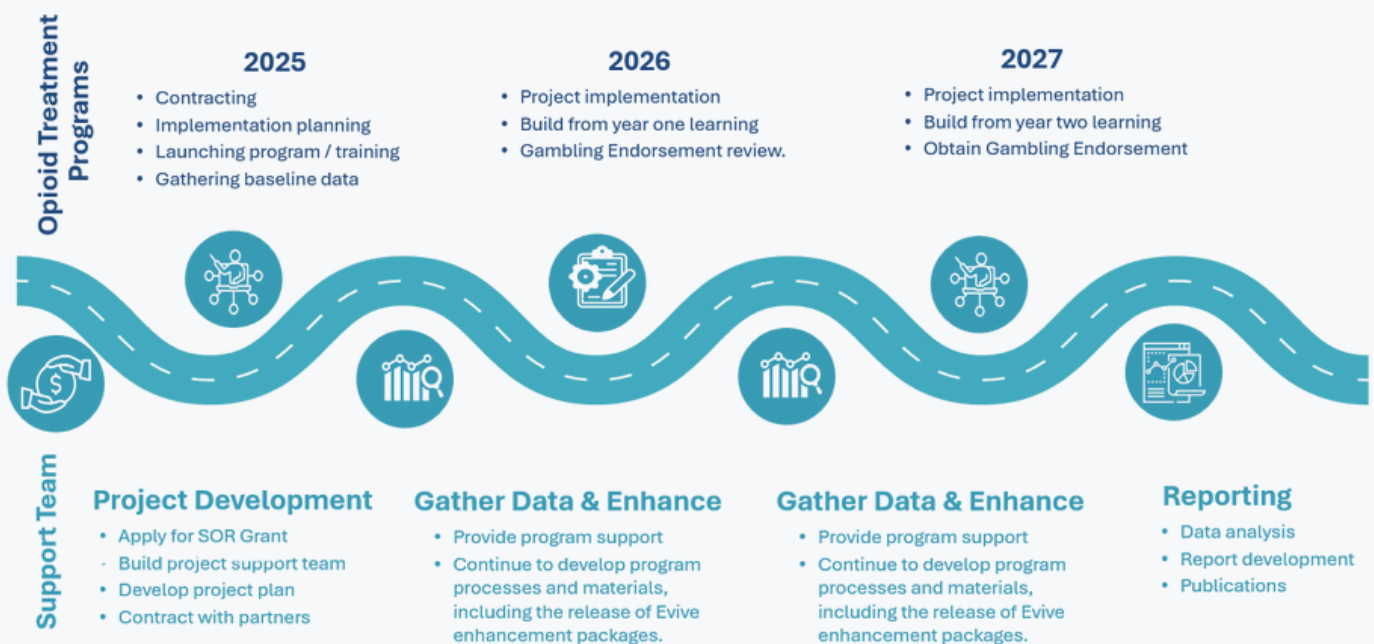 Opioid Treatment
Programs
2025
• Contracting
• Implementation planning
• Launching program / training
• Gathering baseline data
2026
• Project implementation
• Build from year one learning
• Gambling Endorsement review.
2027
• Project implementation
• Build from year two learning
• Obtain Gambling Endorsement
$
Support Team
Project Development
• Apply for SOR Grant
- Build project support team
• Develop project plan
• Contract with partners
Gather Data & Enhance
• Provide program support
• Continue to develop program
processes and materials,
including the release of Evive
enhancement packages.
Gather Data & Enhance
• Provide program support
• Continue to develop program
processes and materials,
including the release of Evive
enhancement packages.
Reporting
• Data analysis
• Report development
• Publications